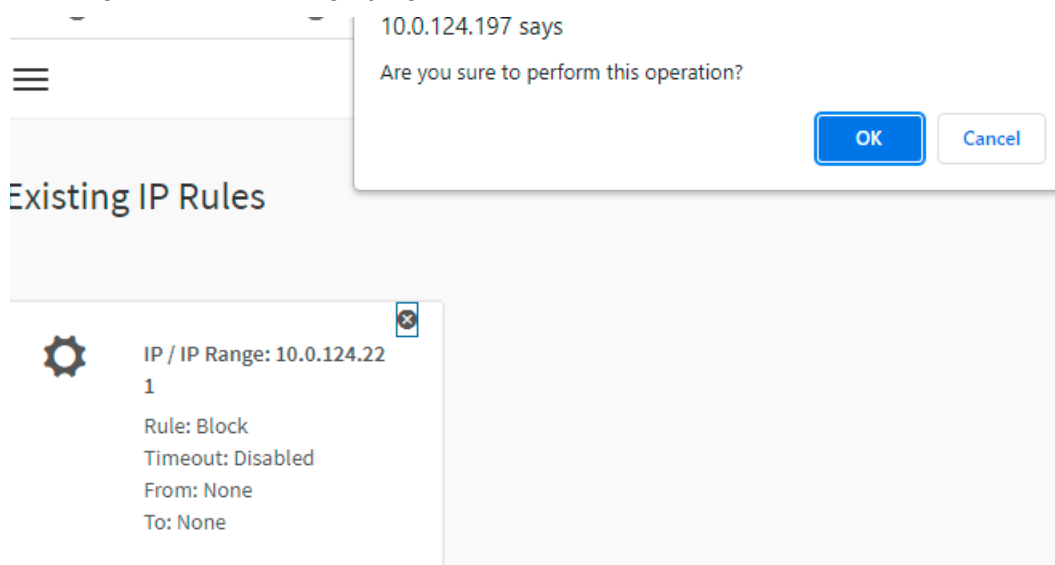 10.0.124.197 says
Are you sure to perform this operation?
OK
Cancel
Existing IP Rules
IP / IP Range: 10.0.124.22
1
Rule: Block
Timeout: Disabled
From: None
To: None